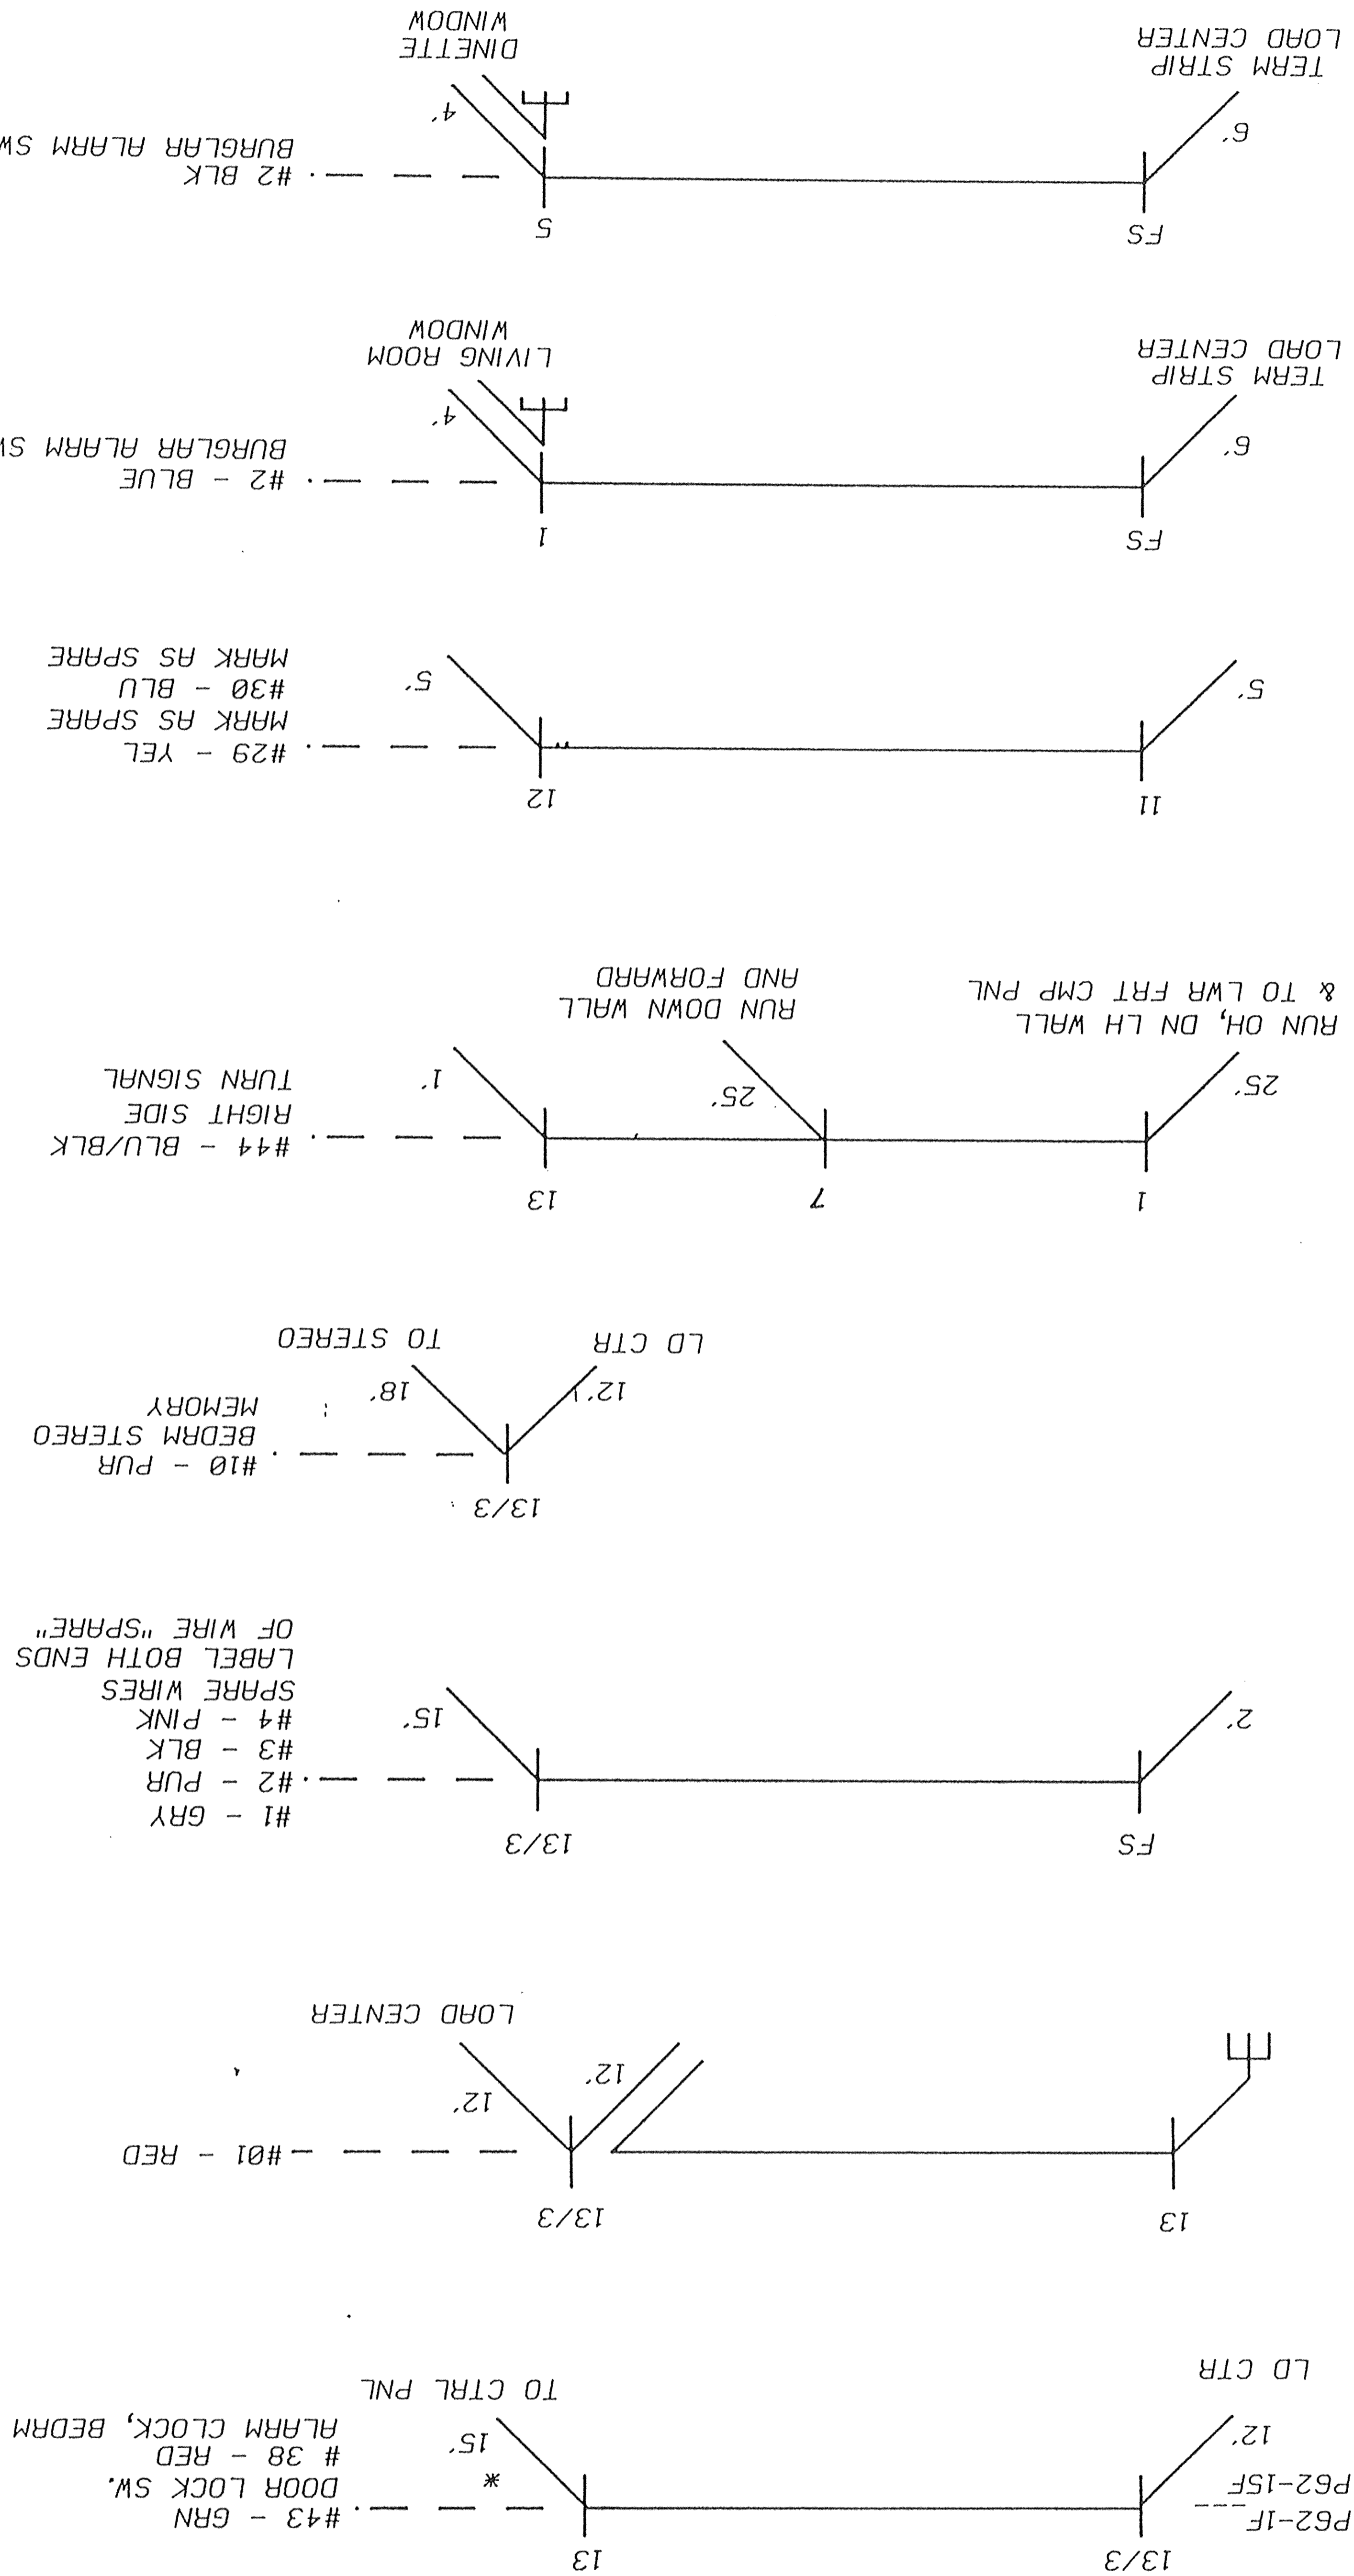 13/3
13
P62-1F
P62-15F
12'
LD CTR
*
15'
TO CTRL PNL
#43 - GRN
DOOR LOCK SW.
# 38 - RED
ALARM CLOCK, BEDRM
13
13/3
12'
12'
LOAD CENTER
#01 - RED
FS
13/3
2'
15'
#1 - GRY
#2 - PUR
#3 - BLK
#4 - PINK
SPARE WIRES
LABEL BOTH ENDS
OF WIRE "SPARE"
13/3
12'
18'
LD CTR
TO STEREO
#10 - PUR
BEDRM STEREO
MEMORY
1
7
13
25'
25'
1'
RUN OH, DN LH WALL
& TO LWR FRT CMP PNL
RUN DOWN WALL
AND FORWARD
#44 - BLU/BLK
RIGHT SIDE
TURN SIGNAL
11
12
5'
5'
#29 - YEL
MARK AS SPARE
#30 - BLU
MARK AS SPARE
FS
1
6'
4'
TERM STRIP
LOAD CENTER
LIVING ROOM
WINDOW
#2 - BLUE
BURGLAR ALARM SW
FS
5
6'
4'
TERM STRIP
LOAD CENTER
DINETTE
WINDOW
#2 BLK
BURGLAR ALARM SW